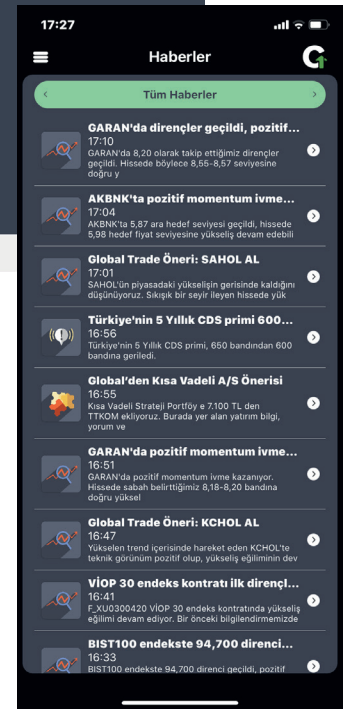 17:27
Haberler
Tüm Haberler
GARAN'da dirençler geçildi, pozitif...
17:10
GARAN'da 8,20 olarak takip ettiğimiz dirençler
geçildi. Hissede böylece 8,55-8,57 seviyesine
doğru y
AKBNK'ta pozitif momentum ivme...
17:04
AKBNK'ta 5,87 ara hedef seviyesi geçildi, hissede
5,98 hedef fiyat seviyesine yükseliş devam edebili
Global Trade Öneri: SAHOL AL
17:01
SAHOL'ün piyasadaki yükselişin gerisinde kaldığını
düşünüyoruz. Sıkışık bir seyir ileyen hissede yük
Türkiye'nin 5 Yıllık CDS primi 600...
16:56
Türkiye'nin 5 Yıllık CDS primi, 650 bandından 600
bandına geriledi.
Global'den Kısa Vadeli A/S Önerisi
16:55
Kısa Vadeli Strateji Portföy e 7.100 TL den
TTKOM ekliyoruz. Burada yer alan yatırım bilgi,
yorum ve
GARAN'da pozitif momentum ivme...
16:51
GARAN'da pozitif momentum ivme kazanıyor.
Hissede sabah belirttiğimiz 8,18-8,20 bandına
doğru yüksel
Global Trade Öneri: KCHOL AL
16:47
Yükselen trend içerisinde hareket eden KCHOL'te
teknik görünüm pozitif olup, yükseliş eğiliminin dev
VİOP 30 endeks kontratı ilk dirençl...
16:41
F_XU0300420 VİOP 30 endeks kontratında yükseliş
eğilimi devam ediyor. Bir önceki bilgilendirmemizde
BIST100 endekste 94,700 direnci...
16:33
BIST100 endekste 94,700 direnci geçildi, pozitif